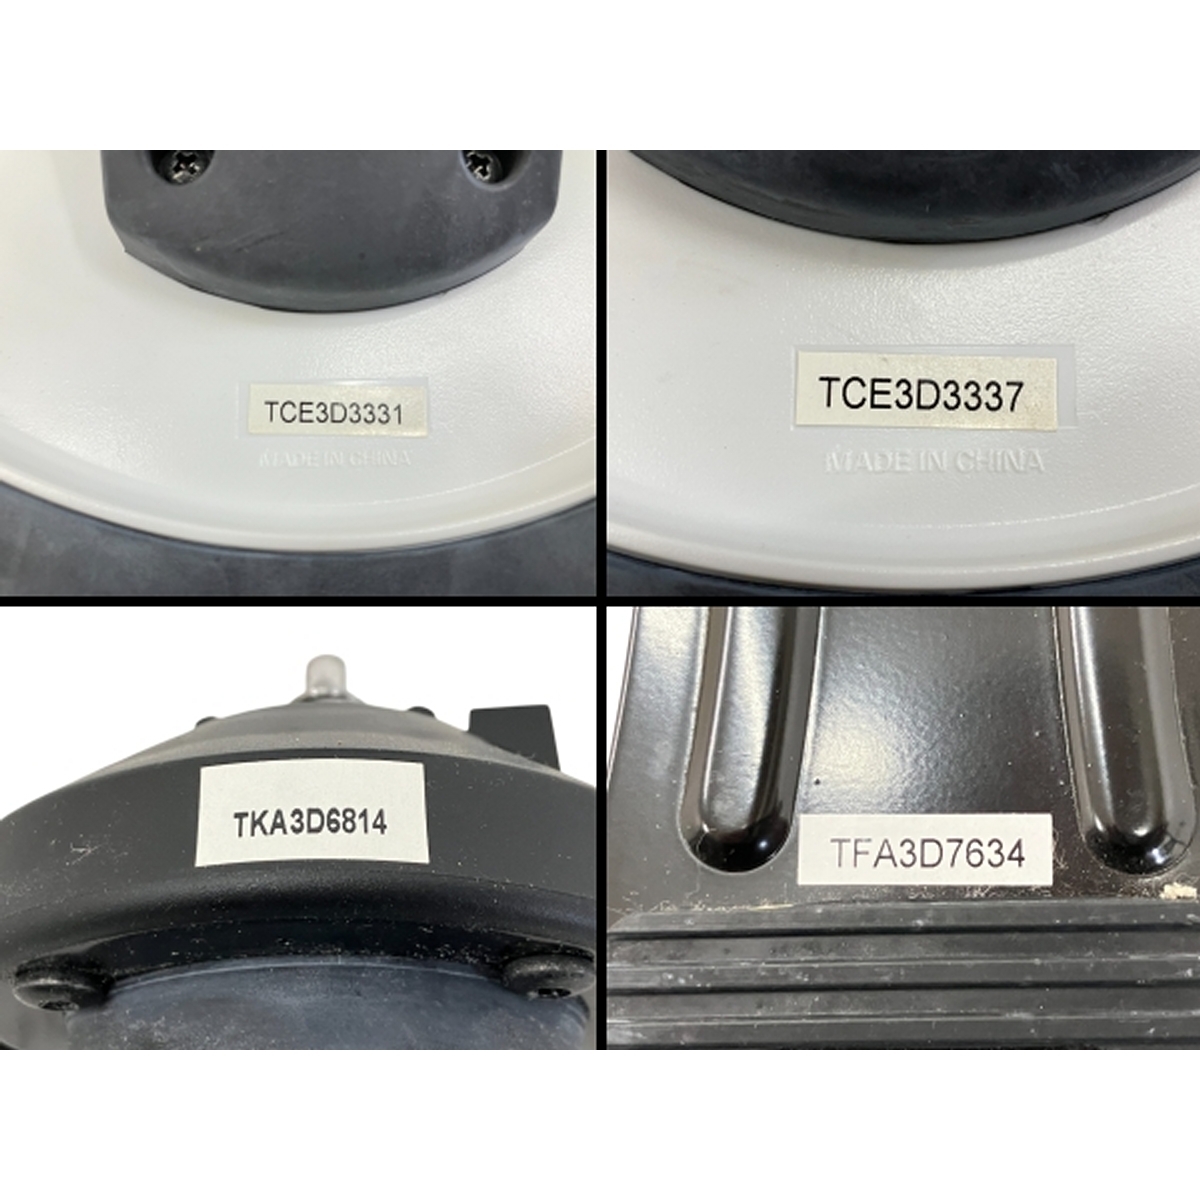 TCE3D3331
MADE IN CHINA
TCE3D3337
MADE IN CHINA
TKA3D6814
TFA3D7634